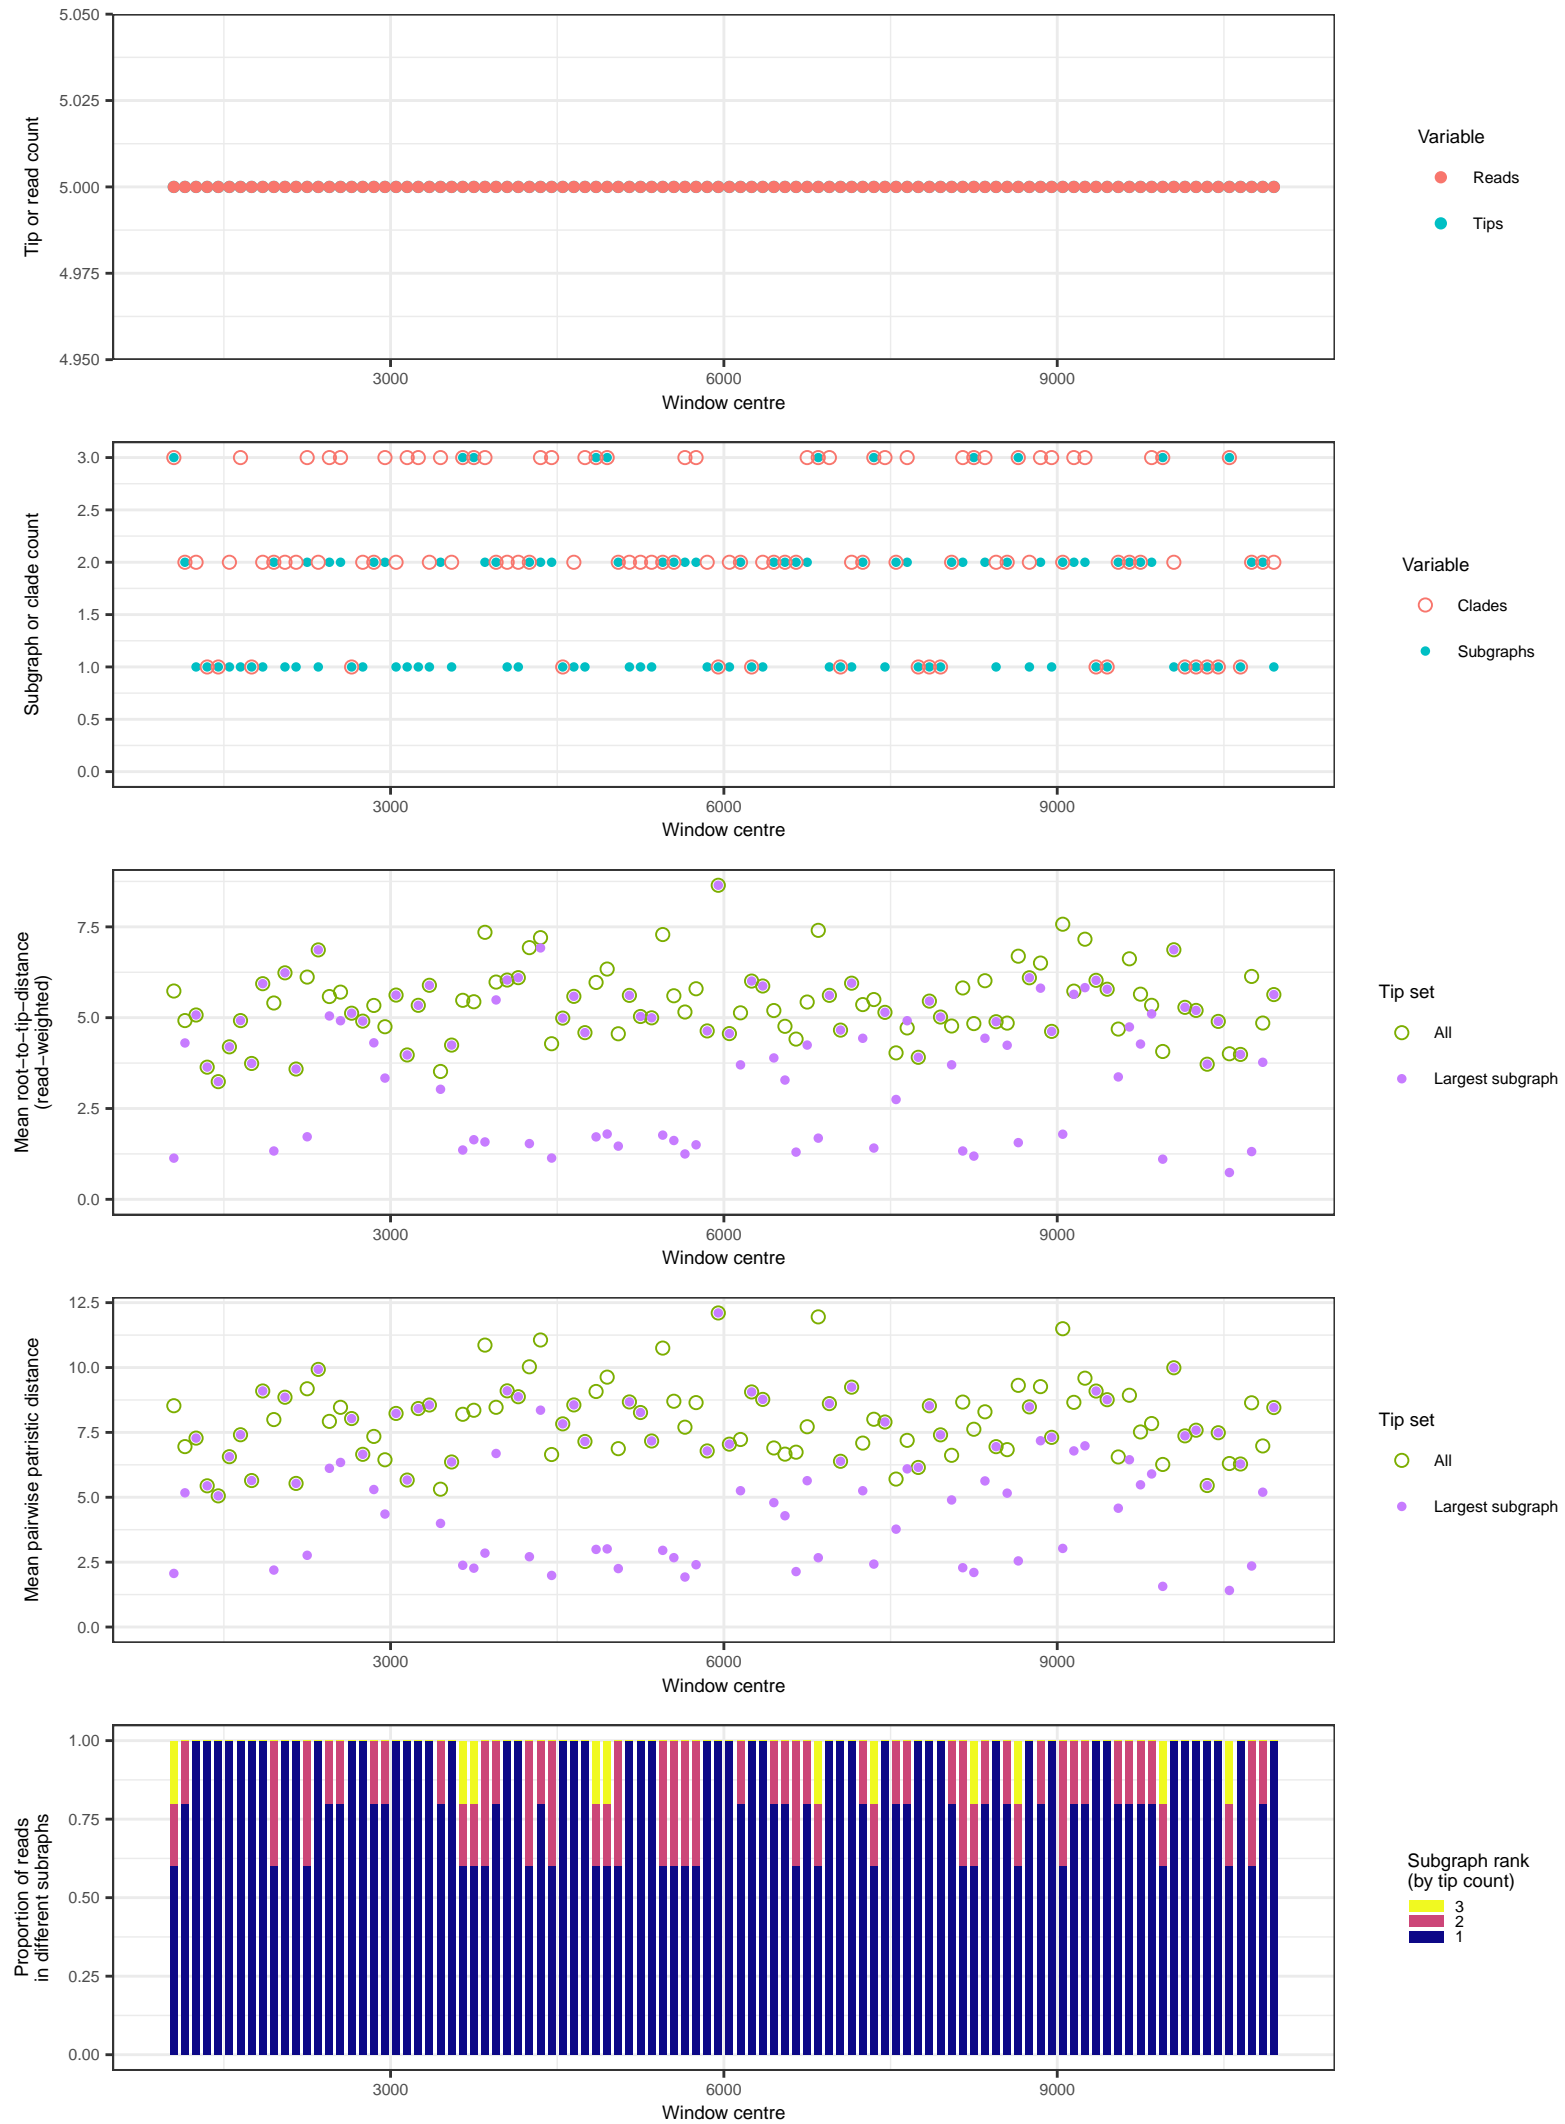 5.050
5.025
5.000
4.975
4.950
Tip or read count
3000 6000 9000
Window centre
Variable
Reads
Tips
3.0
2.5
2.0
1.5
1.0
0.5
0.0
Subgraph or clade count
3000 6000 9000
Window centre
Variable
Clades
Subgraphs
7.5
5.0
2.5
0.0
Mean root−to−tip−distance
(read−weighted)
3000 6000 9000
Window centre
Tip set
All
Largest subgraph
12.5
10.0
7.5
5.0
2.5
0.0
Mean pairwise patristic distance
3000 6000 9000
Window centre
Tip set
All
Largest subgraph
1.00
0.75
0.50
0.25
0.00
Proportion of reads
in different subraphs
3000 6000 9000
Window centre
Subgraph rank
(by tip count)
3
2
1